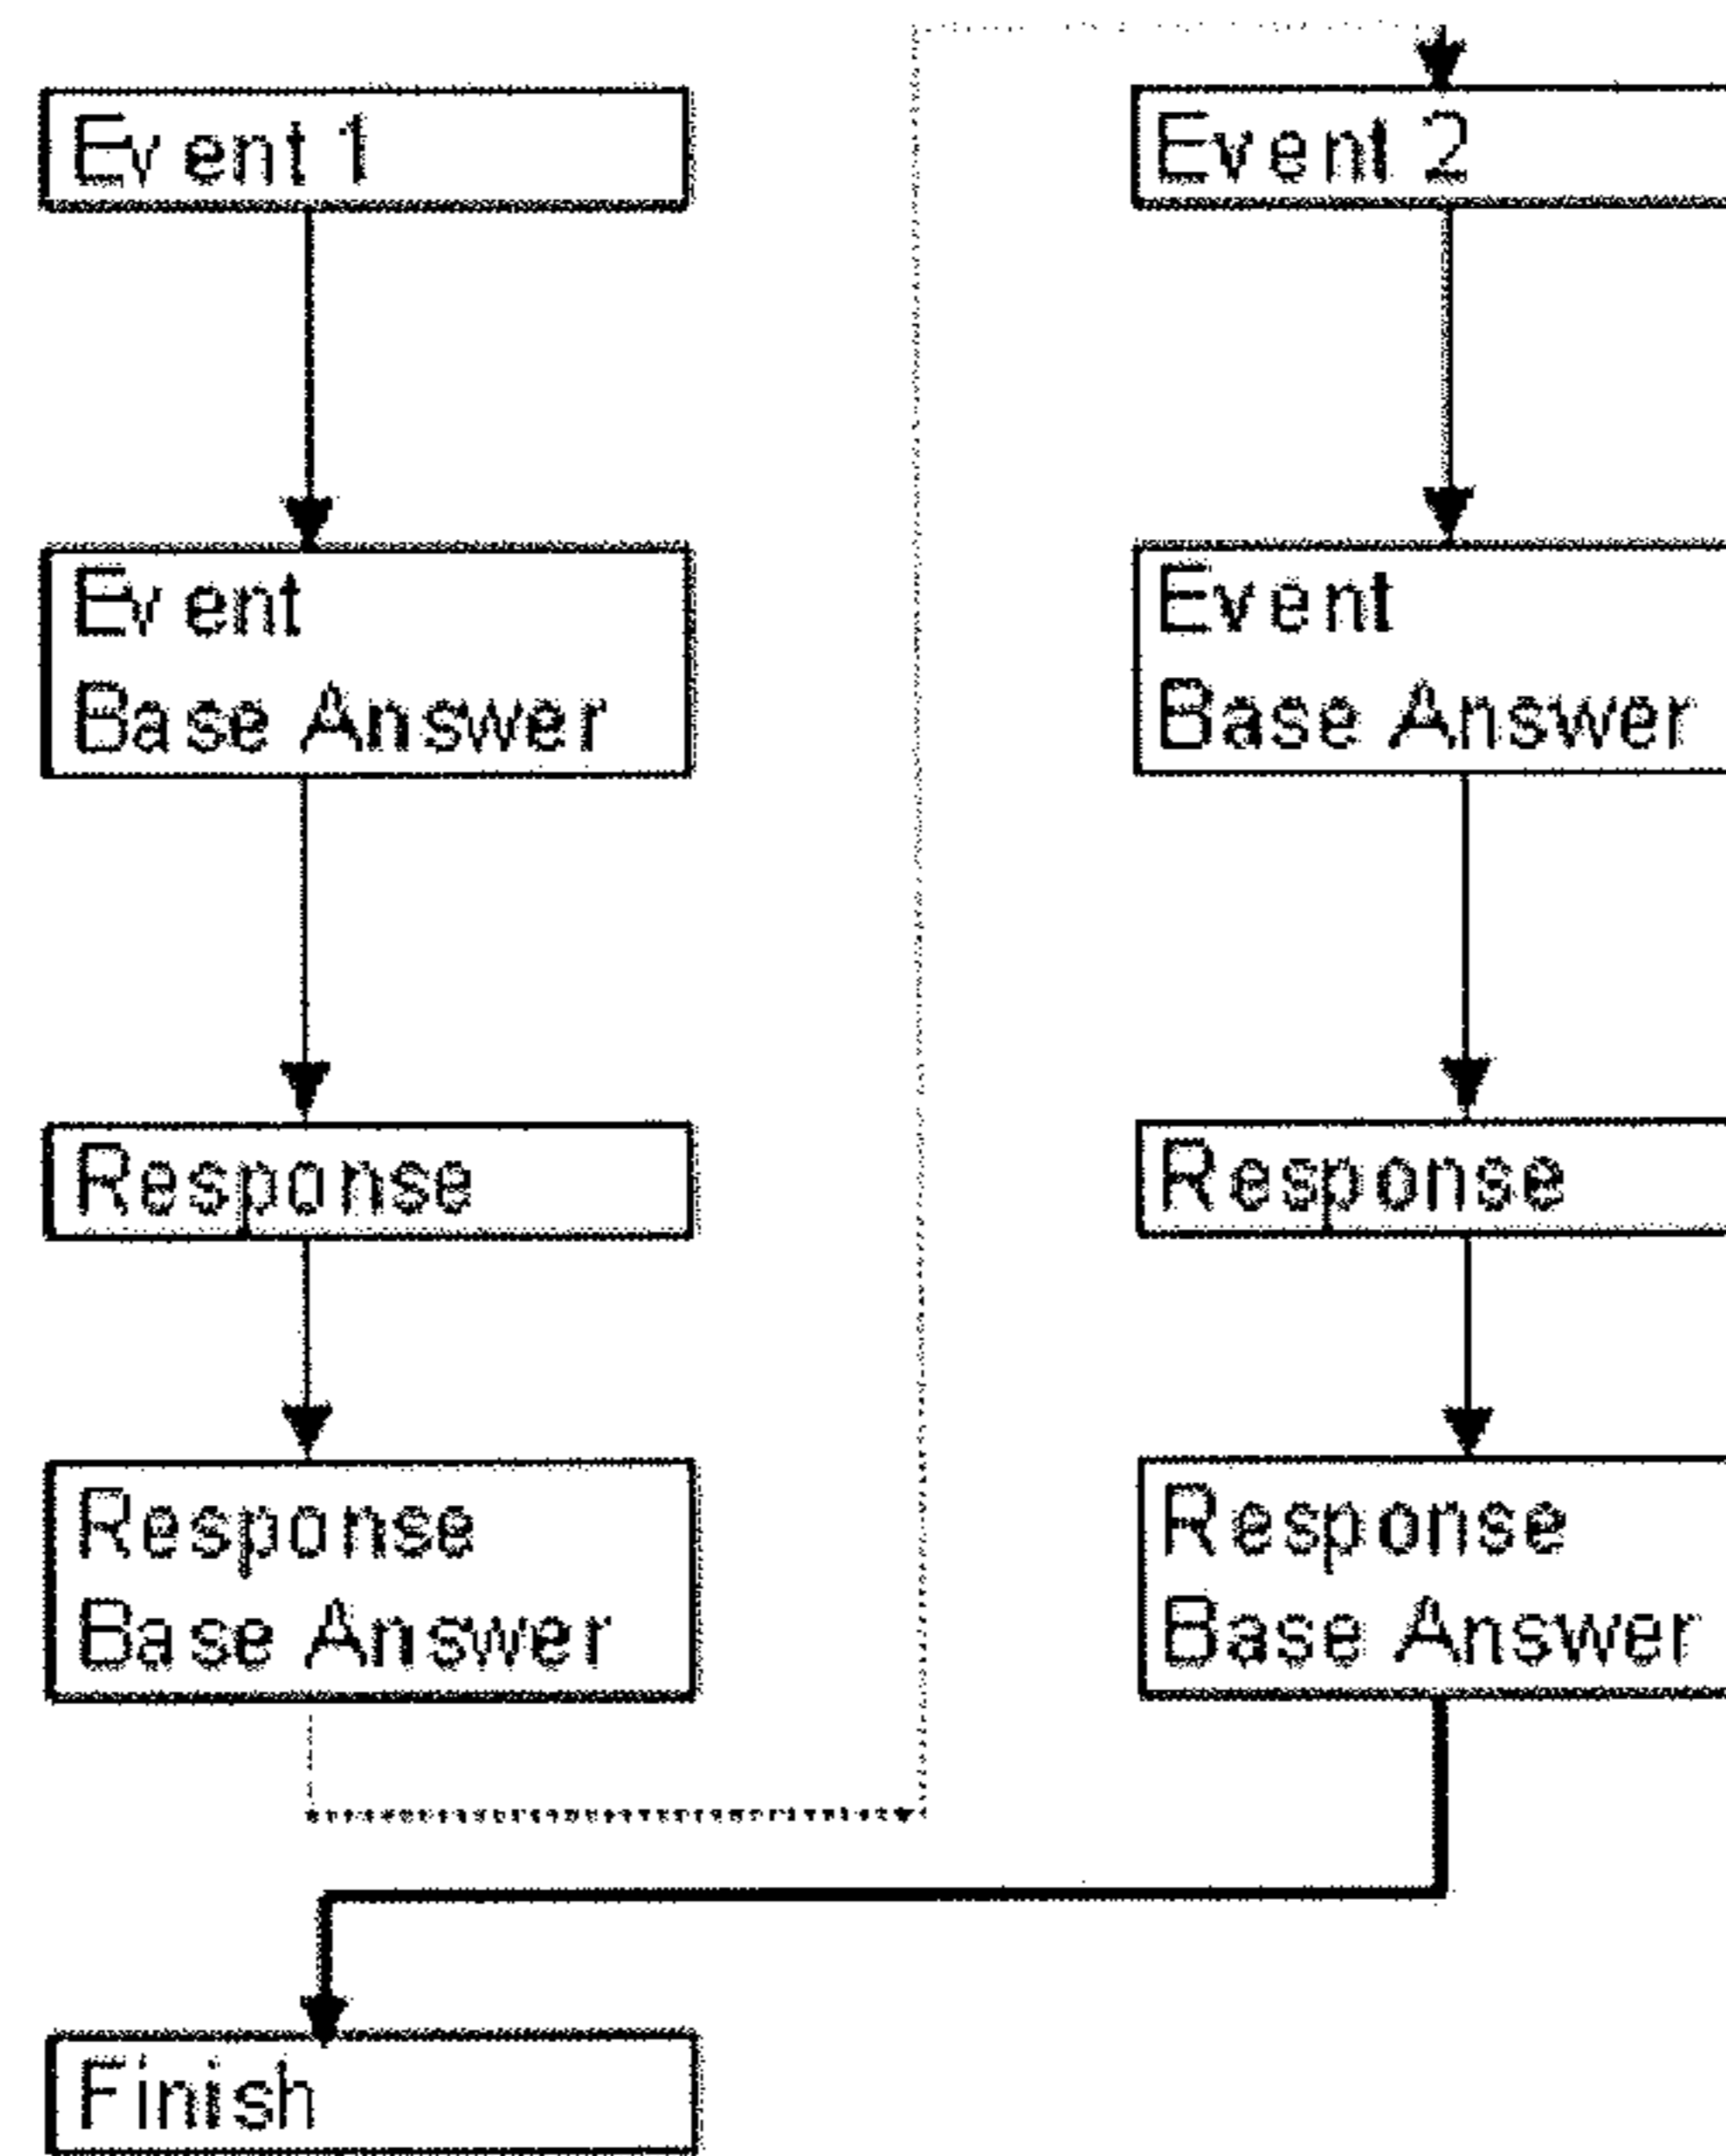 Event 1
Event
Base Answer
Response
Response
Base Answer
Event 2
Event
Base Answer
Response
Response
Base Answer
Finish